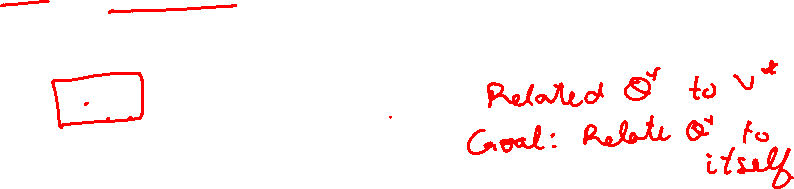 Related Q* to V*
Goal: Relate Q* to
itself